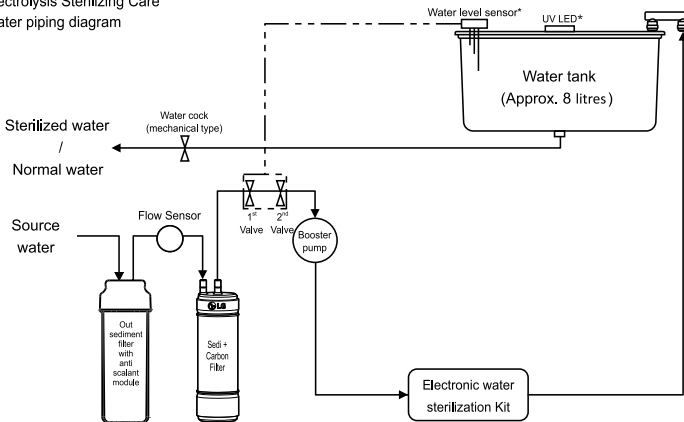 ectrolysis Sterilizing Care
ater piping diagram
Water level sensor*
UV LED*
Water tank
(Approx. 8 litres)
Water cock
(mechanical type)
Sterilized water
/
Normal water
Source
water
Flow Sensor
1st
Valve
2nd
Valve
Booster
pump
Out
sediment
filter
with
anti
scalant
module
LG
Sedi +
Carbon
Filter
Electronic water
sterilization Kit